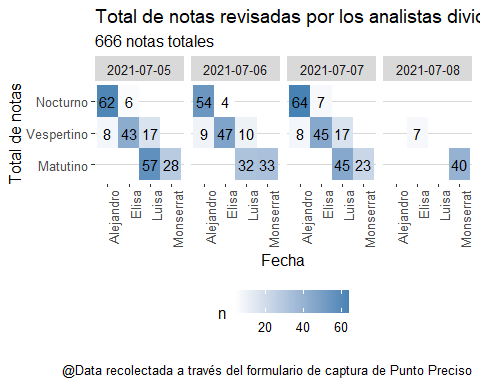 Total de notas revisadas por los analistas divid
666 notas totales
2021-07-05 2021-07-06 2021-07-07 2021-07-08
Nocturno 62 6 54 4 64 7
Vespertino 8 43 17 9 47 10 8 45 17 7
Matutino 57 28 32 33 45 23 40
Total de notas
Alejandro Elisa Luisa Monserrat Alejandro Elisa Luisa Monserrat Alejandro Elisa Luisa Monserrat Alejandro Elisa Luisa Monserrat
Fecha
n
20 40 60
@Data recolectada a través del formulario de captura de Punto Preciso